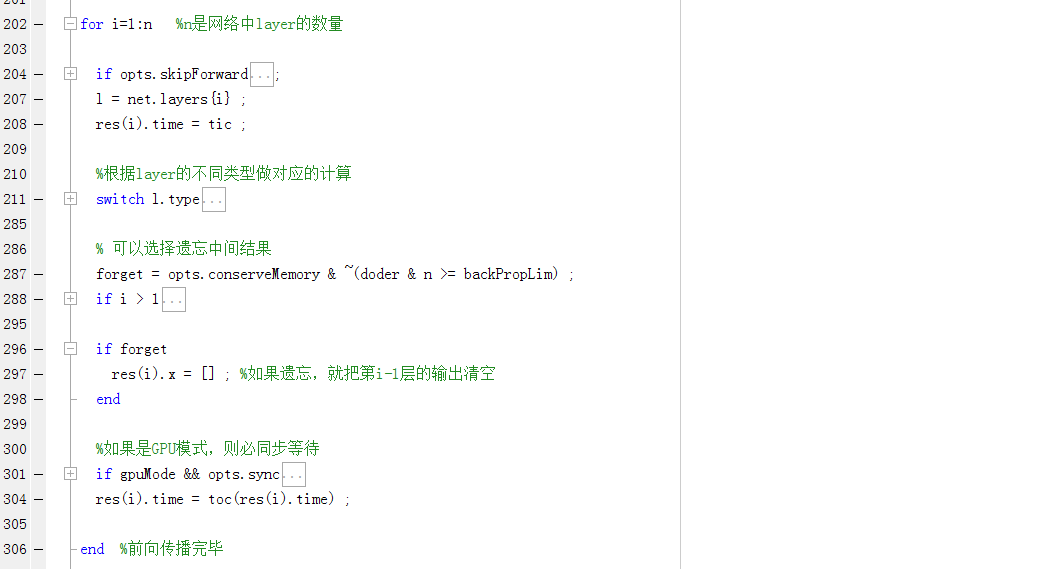 202 for i=1:n %n是网络中layer的数量
203
204 if opts.skipForward...;
207 l = net.layers{i} ;
208 res(i).time = tic ;
209
210 %根据layer的不同类型做对应的计算
211 switch l.type...
285
286 % 可以选择遗忘中间结果
287 forget = opts.conserveMemory & ~(doder & n >= backPropLim) ;
288 if i > 1...
295
296 if forget
297 res(i).x = [] ; %如果遗忘，就把第i-1层的输出清空
298 end
299
300 %如果是GPU模式，则必同步等待
301 if gpuMode && opts.sync...
304 res(i).time = toc(res(i).time) ;
305
306 end %前向传播完毕